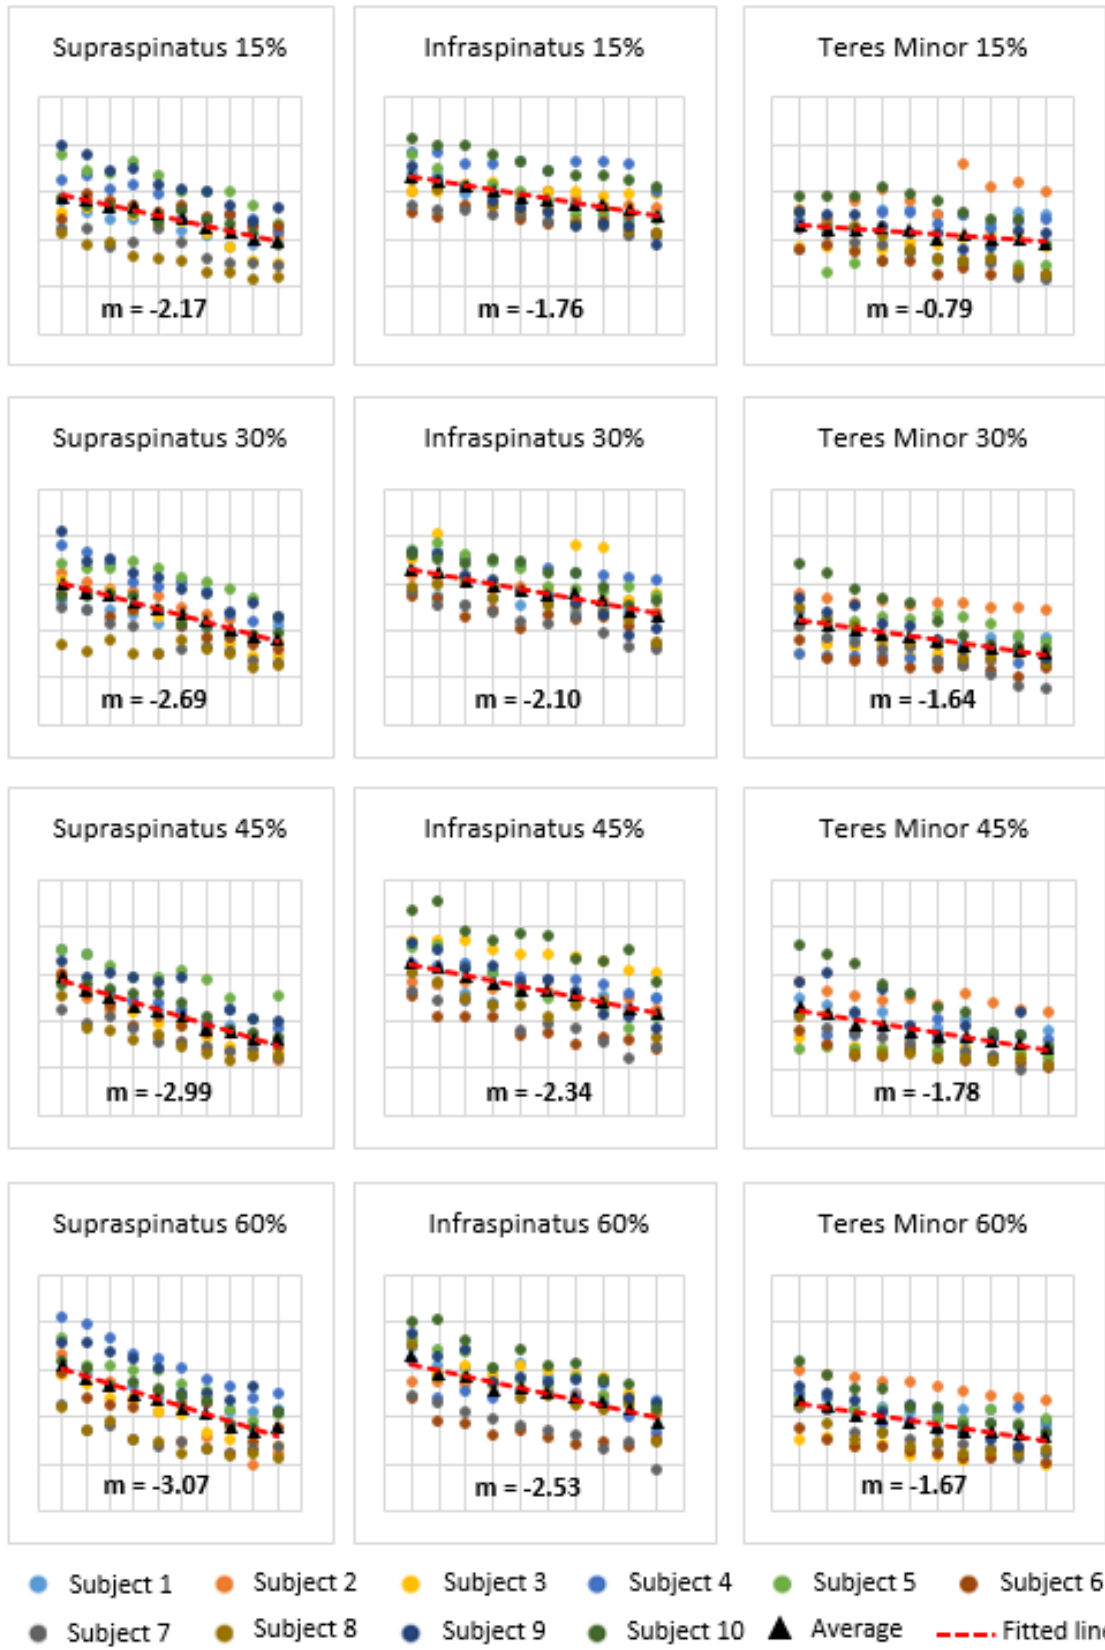 Supraspinatus 15% Infraspinatus 15% Teres Minor 15%
m = -2.17 m = -1.76 m = -0.79
Supraspinatus 30% Infraspinatus 30% Teres Minor 30%
m = -2.69 m = -2.10 m = -1.64
Supraspinatus 45% Infraspinatus 45% Teres Minor 45%
m = -2.99 m = -2.34 m = -1.78
Supraspinatus 60% Infraspinatus 60% Teres Minor 60%
m = -3.07 m = -2.53 m = -1.67
Subject 1 Subject 2 Subject 3 Subject 4 Subject 5 Subject 6
Subject 7 Subject 8 Subject 9 Subject 10 Average Fitted line